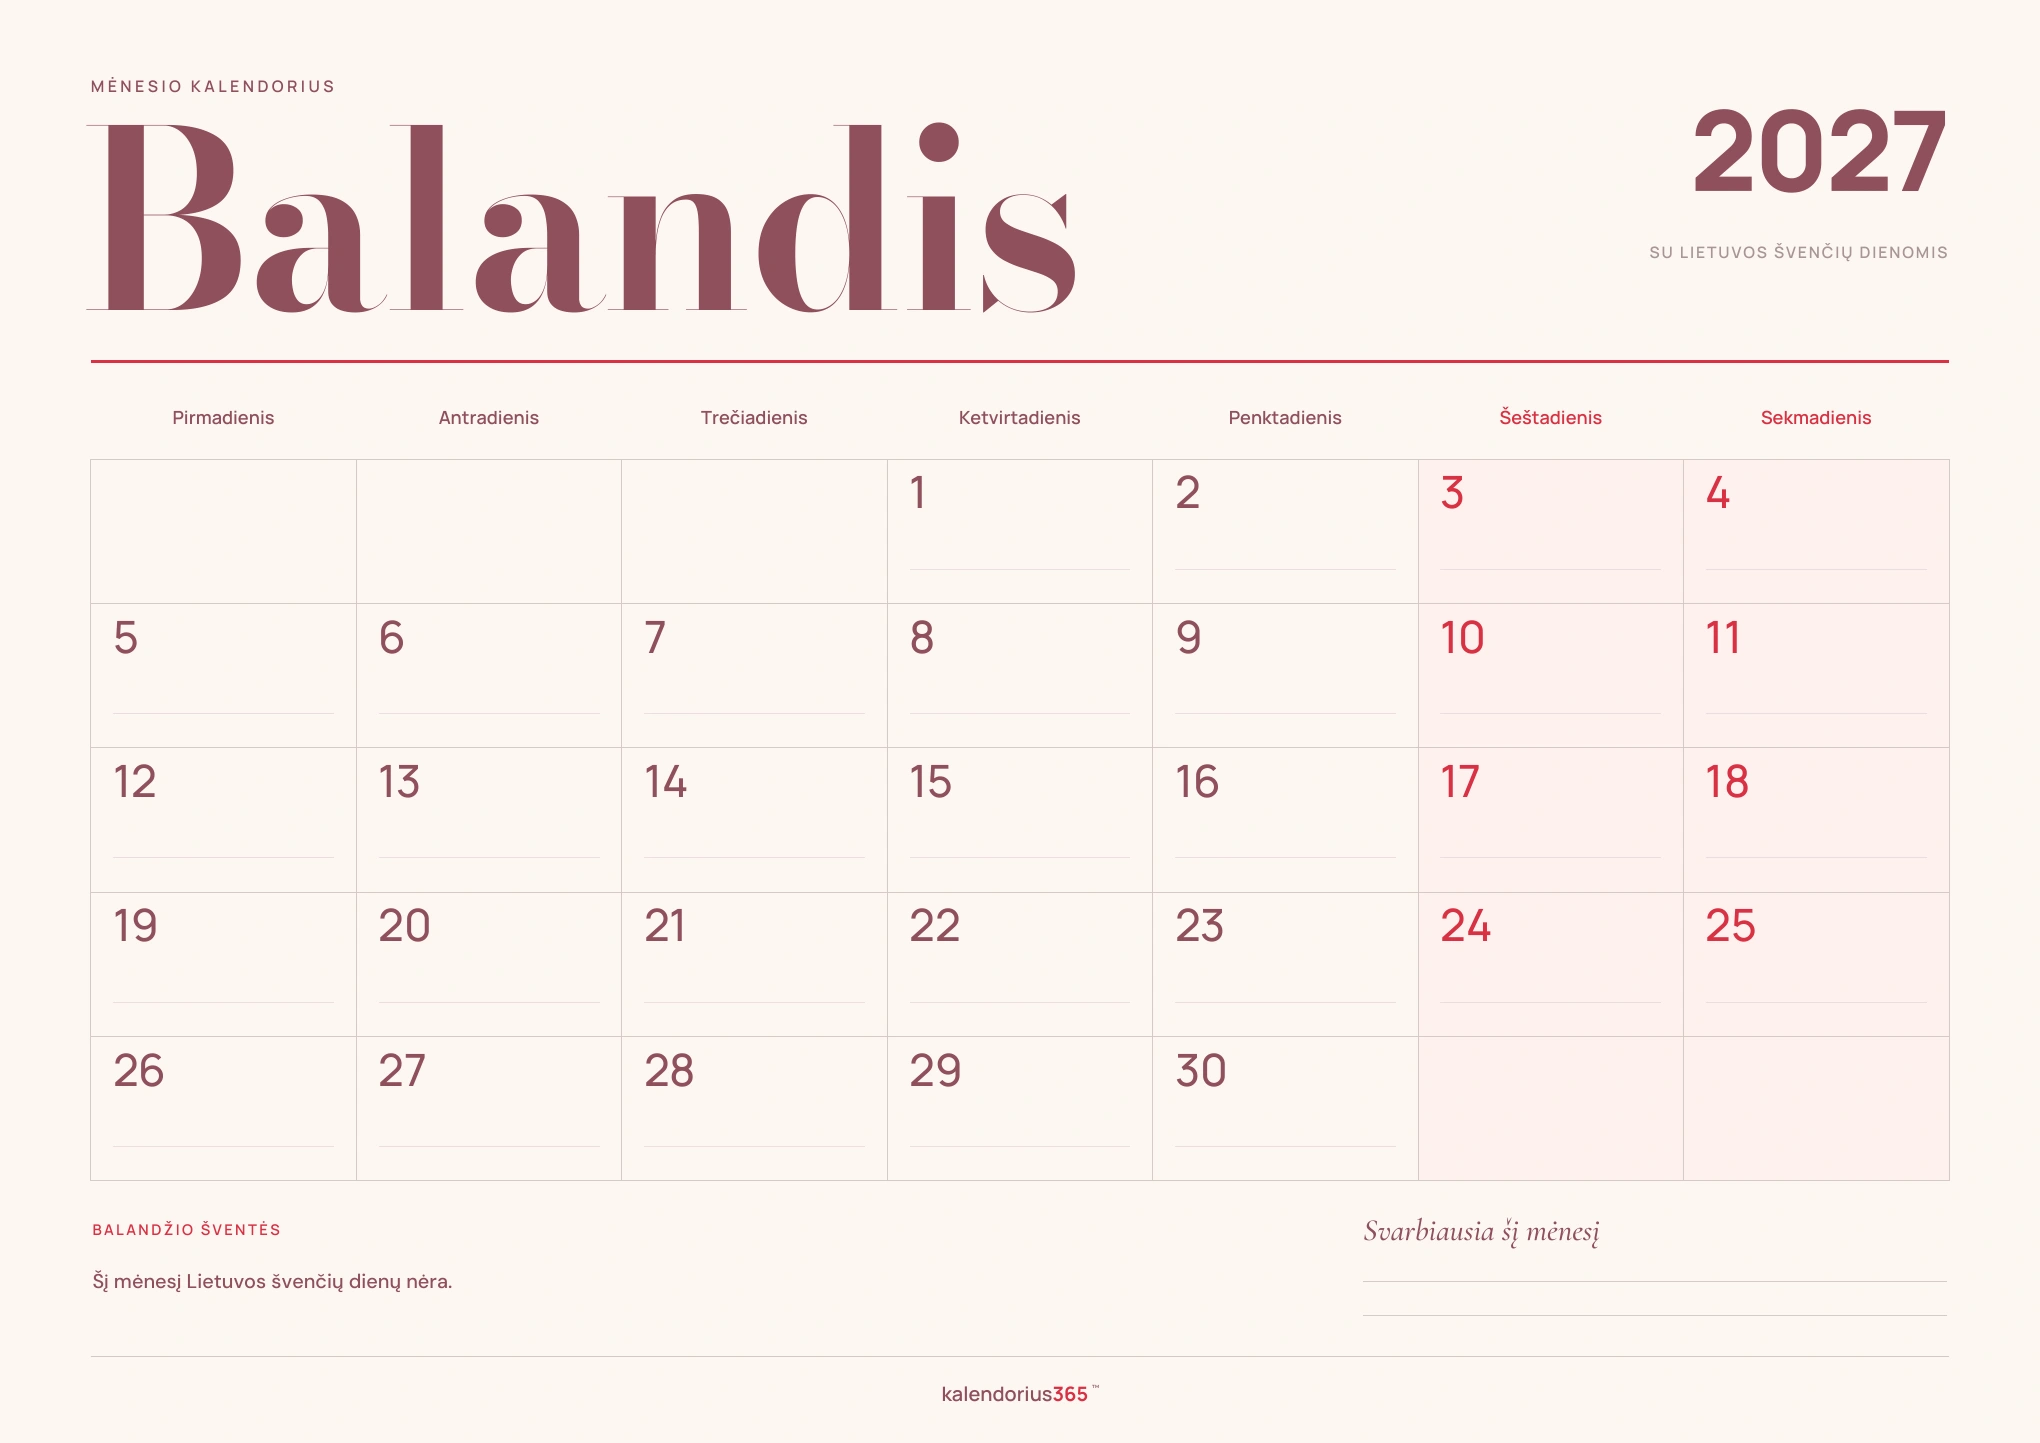 MĖNESIO KALENDORIUS
Balandis
2027
SU LIETUVOS ŠVENČIŲ DIENOMIS
Pirmadienis Antradienis Trečiadienis Ketvirtadienis Penktadienis Šeštadienis Sekmadienis
1 2 3 4
5 6 7 8 9 10 11
12 13 14 15 16 17 18
19 20 21 22 23 24 25
26 27 28 29 30
BALANDŽIO ŠVENTĖS
Šį mėnesį Lietuvos švenčių dienų nėra.
Svarbiausia šį mėnesį
kalendorius365™